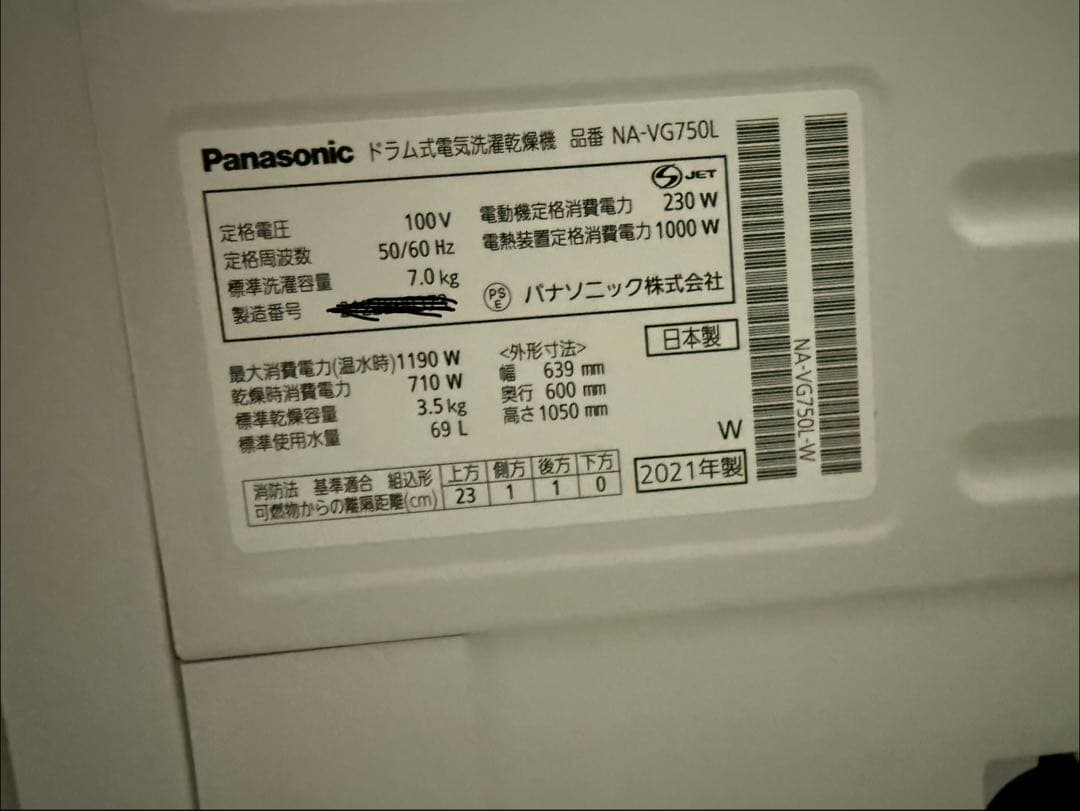 Panasonic ドラム式電気洗濯乾燥機 品番 NA-VG750L
JET
定格電圧 100V 電動機定格消費電力 230 W
定格周波数 50/60 Hz 電熱装置定格消費電力 1000 W
標準洗濯容量 7.0 kg
製造番号 PS E パナソニック株式会社
日本製
最大消費電力(温水時) 1190 W <外形寸法>
乾燥時消費電力 710 W 幅 639 mm
標準乾燥容量 3.5 kg 奥行 600 mm
標準使用水量 69 L 高さ 1050 mm
W
消防法 基準適合 組込形 上方 側方 後方 下方
可燃物からの離隔距離(cm) 23 1 1 0
2021年製
NA-VG750L-W